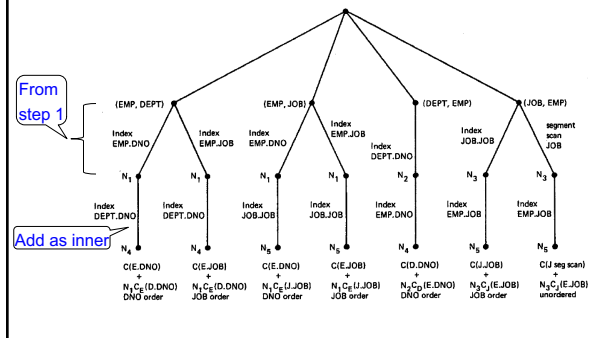 From
step 1
(EMP, DEPT)
(EMP, JOB)
(DEPT, EMP)
(JOB, EMP)
Index
EMP.DNO
Index
EMP.JOB
Index
EMP.DNO
Index
EMP.JOB
Index
DEPT.DNO
Index
JOB.JOB
segment
scan
JOB
N1
N1
N1
N1
N2
N3
N3
Index
DEPT.DNO
Index
DEPT.DNO
Index
JOB.JOB
Index
JOB.JOB
Index
EMP.DNO
Index
EMP.JOB
Index
EMP.JOB
Add as inner
N4
N4
N5
N5
N4
N5
N5
C(E.DNO)
+
N1CE(D.DNO)
DNO order
C(E.JOB)
+
N1CE(D.DNO)
JOB order
C(E.DNO)
+
N1CE(J.JOB)
DNO order
C(E.JOB)
+
N1CE(J.JOB)
JOB order
C(D.DNO)
+
N2CD(E.DNO)
DNO order
C(J.JOB)
+
N3CJ(E.JOB)
JOB order
C(J seg scan)
+
N3CJ(E.JOB)
unordered